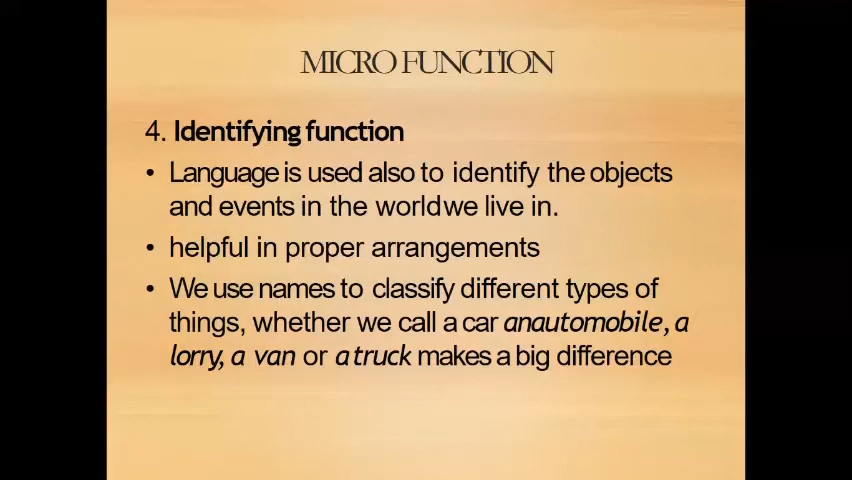 MICRO FUNCTION
4. Identifying function
• Language is used also to identify the objects
and events in the world we live in.
• helpful in proper arrangements
• We use names to classify different types of
things, whether we call a car an automobile, a
lorry, a van or a truck makes a big difference